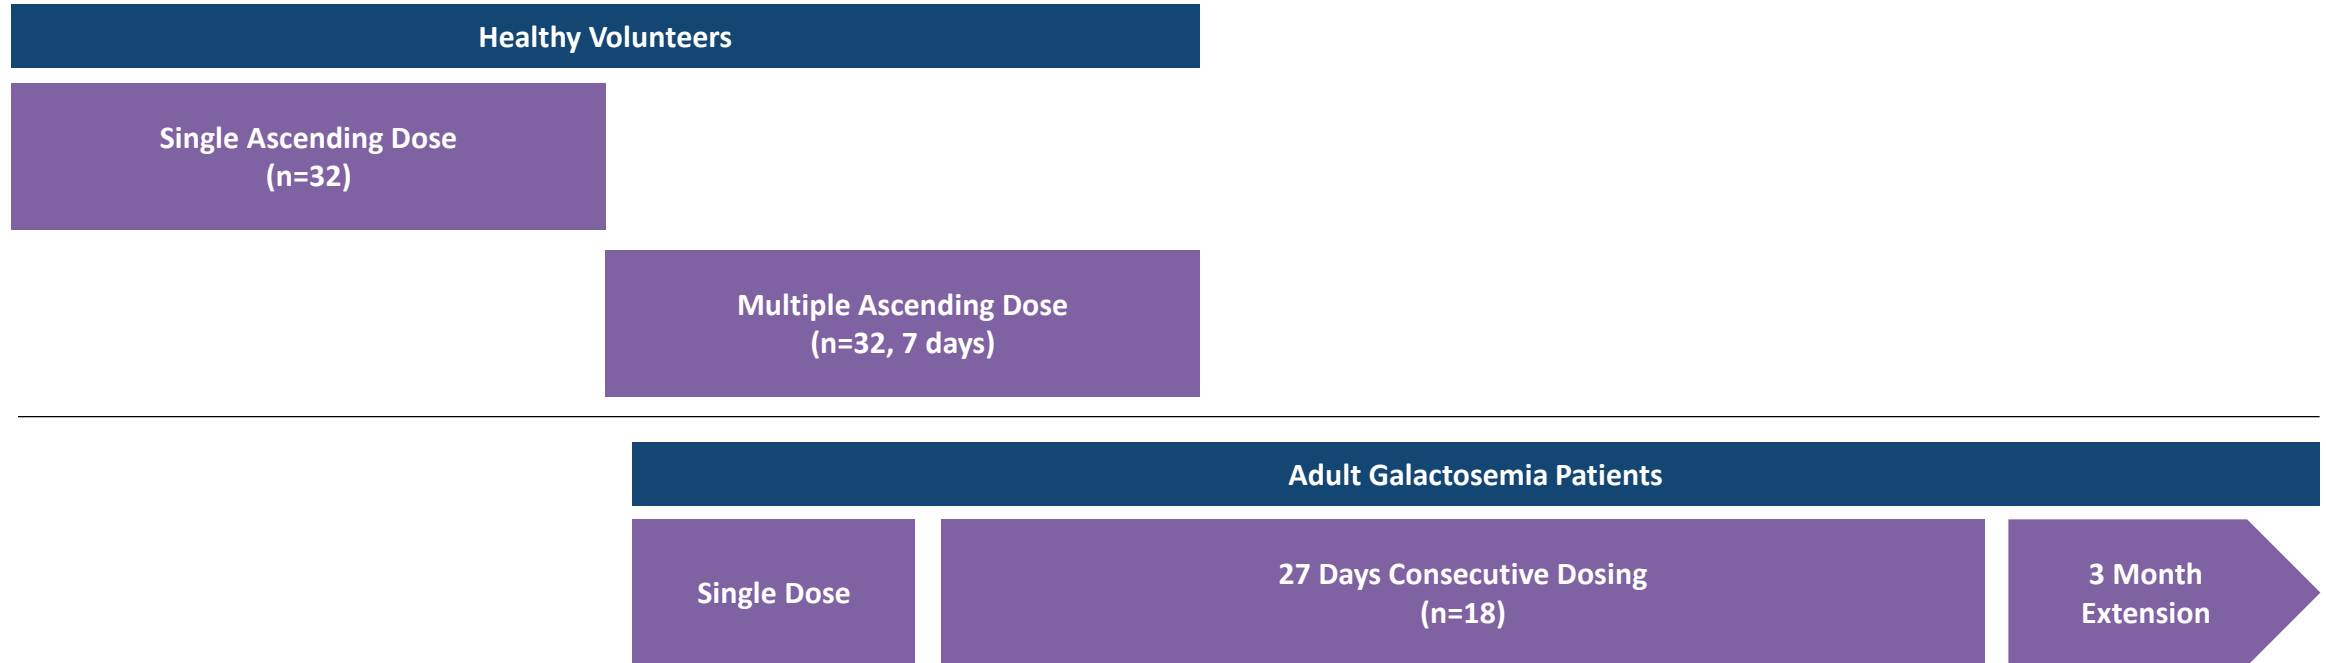 Healthy Volunteers
Single Ascending Dose
(n=32)
Multiple Ascending Dose
(n=32, 7 days)
Adult Galactosemia Patients
Single Dose
27 Days Consecutive Dosing
(n=18)
3 Month
Extension